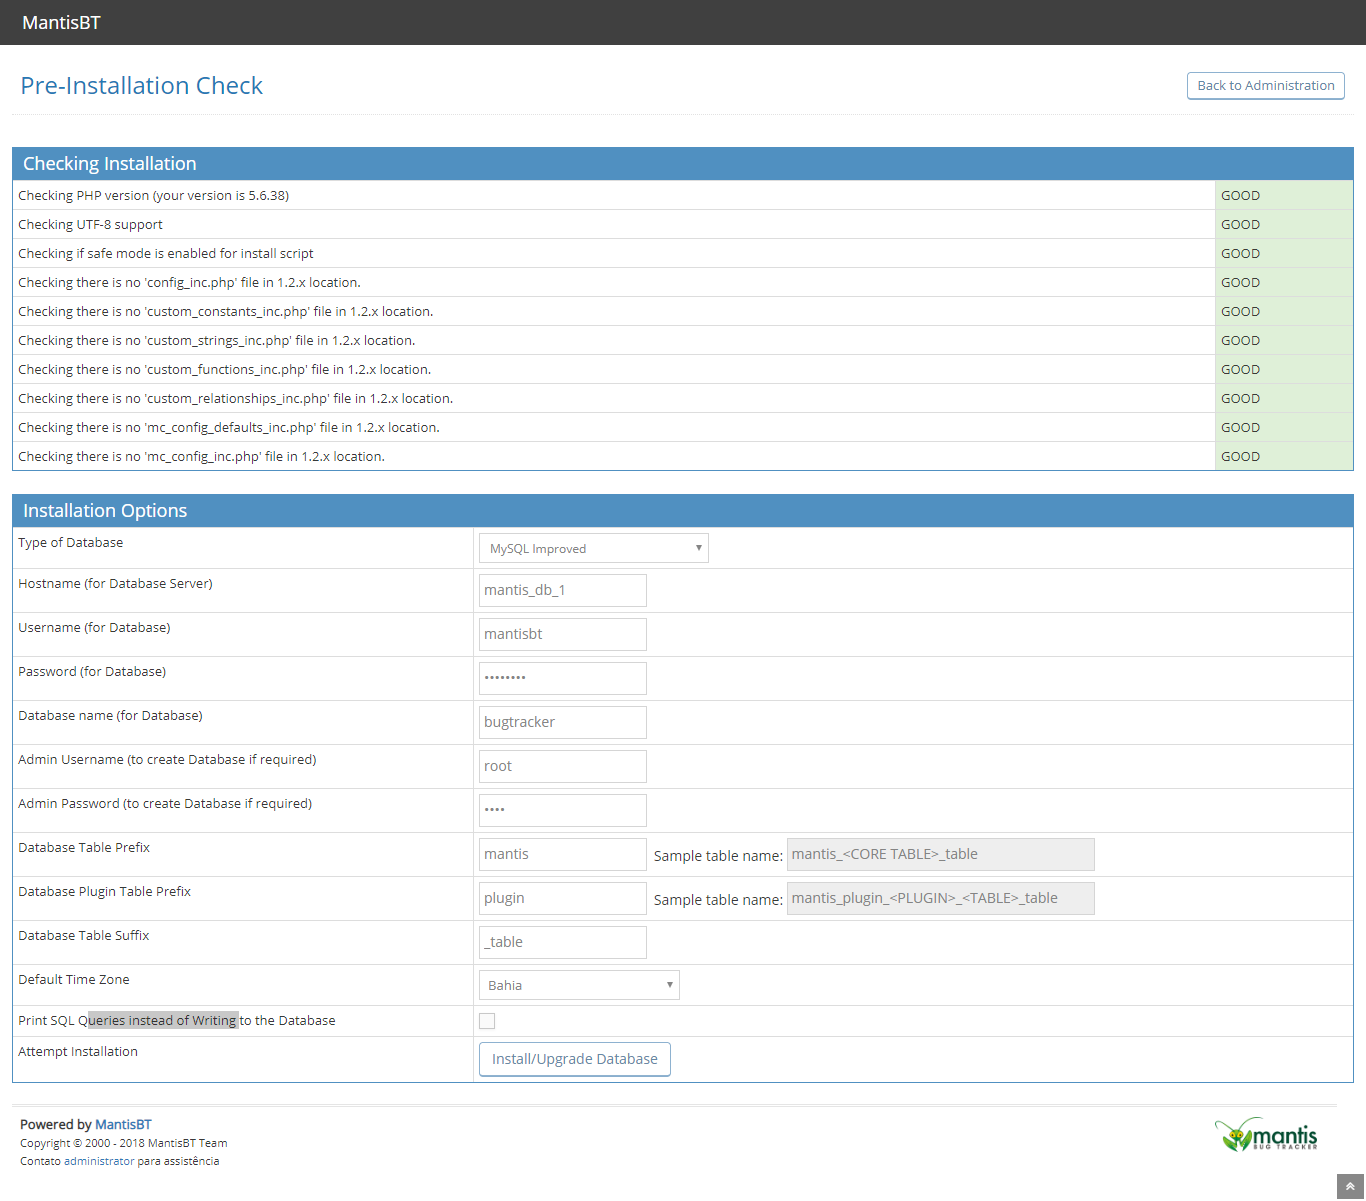 MantisBT
Pre-Installation Check
Back to Administration
Checking Installation
Checking PHP version (your version is 5.6.38) GOOD
Checking UTF-8 support GOOD
Checking if safe mode is enabled for install script GOOD
Checking there is no 'config_inc.php' file in 1.2.x location. GOOD
Checking there is no 'custom_constants_inc.php' file in 1.2.x location. GOOD
Checking there is no 'custom_strings_inc.php' file in 1.2.x location. GOOD
Checking there is no 'custom_functions_inc.php' file in 1.2.x location. GOOD
Checking there is no 'custom_relationships_inc.php' file in 1.2.x location. GOOD
Checking there is no 'mc_config_defaults_inc.php' file in 1.2.x location. GOOD
Checking there is no 'mc_config_inc.php' file in 1.2.x location. GOOD
Installation Options
Type of Database MySQL Improved
Hostname (for Database Server) mantis_db_1
Username (for Database) mantisbt
Password (for Database) ••••••••
Database name (for Database) bugtracker
Admin Username (to create Database if required) root
Admin Password (to create Database if required) ••••
Database Table Prefix mantis Sample table name: mantis_<CORE TABLE>_table
Database Plugin Table Prefix plugin Sample table name: mantis_plugin_<PLUGIN>_<TABLE>_table
Database Table Suffix _table
Default Time Zone Bahia
Print SQL Queries instead of Writing to the Database
Attempt Installation Install/Upgrade Database
Powered by MantisBT
Copyright © 2000 - 2018 MantisBT Team
Contato administrator para assistência
mantis
BUG TRACKER